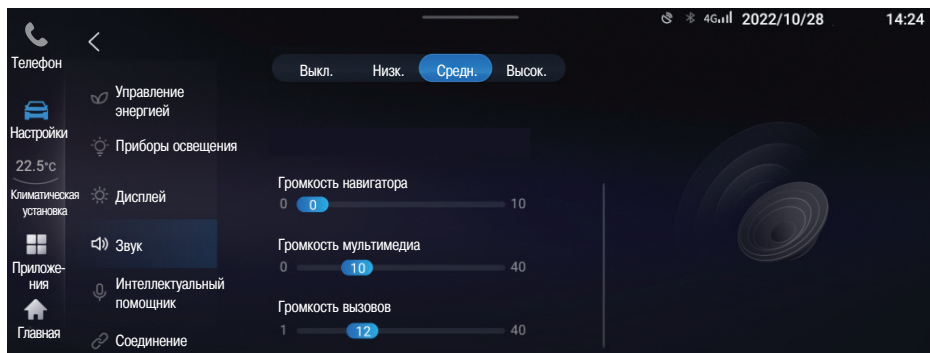 4G 2022/10/28 14:24
Телефон
Настройки
22.5°C
Климатическая
установка
Приложе-
ния
Главная
Управление
энергией
Приборы освещения
Дисплей
Звук
Интеллектуальный
помощник
Соединение
Выкл. Низк. Средн. Высок.
Громкость навигатора
0 0 10
Громкость мультимедиа
0 10 40
Громкость вызовов
1 12 40